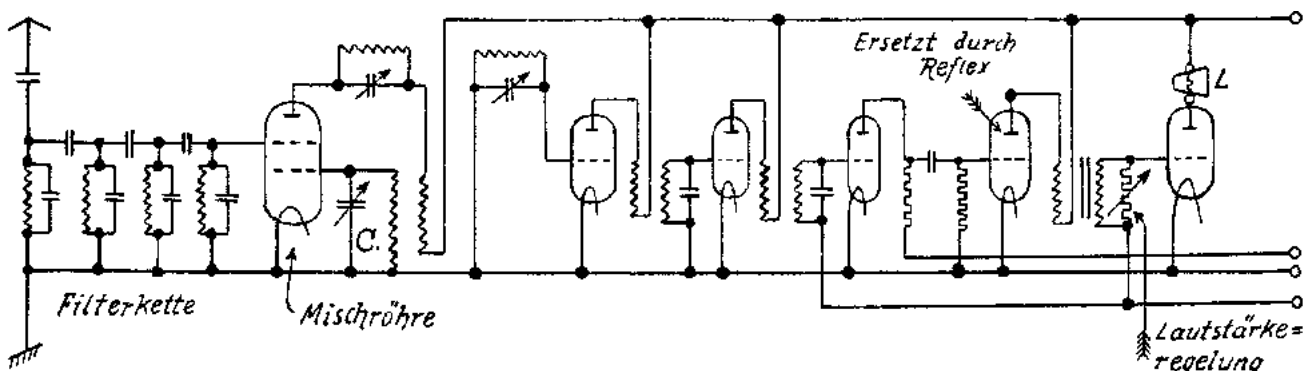 Ersetzt durch
Reflex
L
C.
Filterkette
Mischröhre
Lautstärke=
regelung